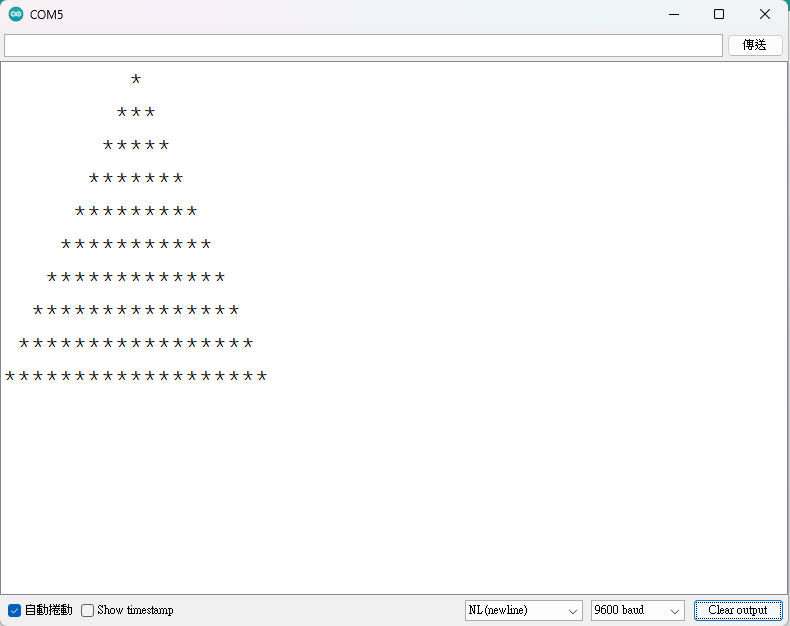 COM5
傳送
*
***
*****
*******
*********
***********
*************
***************
*****************
*******************
自動捲動
Show timestamp
NL(newline)
9600 baud
Clear output